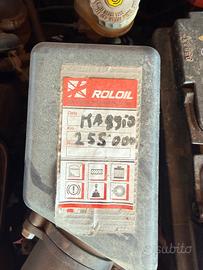 ROLOIL
MAGGIO
255.000
subito